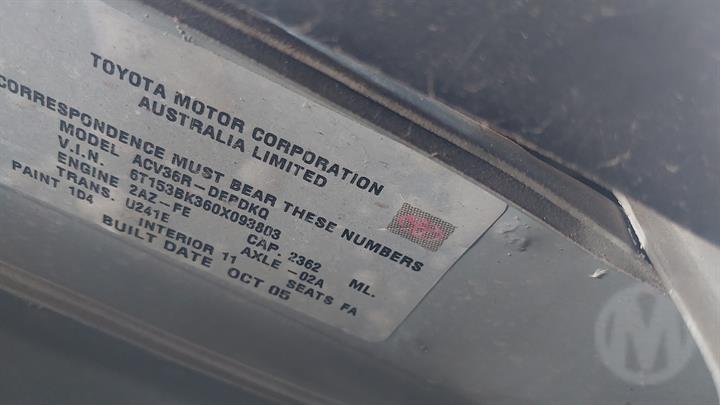 TOYOTA MOTOR CORPORATION
AUSTRALIA LIMITED
CORRESPONDENCE MUST BEAR THESE NUMBERS
MODEL ACV36R-DEPDKQ
V.I.N. 6T153BK360X093803
ENGINE 2AZ-FE CAP. 2362 ML.
TRANS. U241E AXLE -02A
PAINT 1D4 INTERIOR 11 SEATS FA
BUILT DATE OCT 05
M